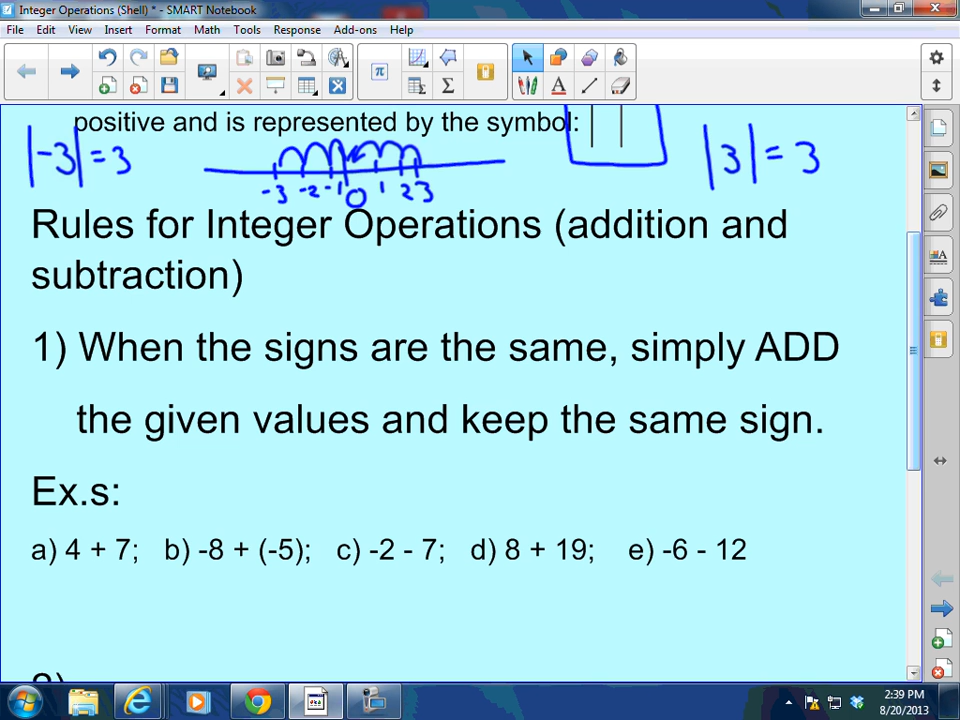 Integer Operations (Shell) * - SMART Notebook
File Edit View Insert Format Math Tools Response Add-ons Help
positive and is represented by the symbol: | |
|-3| = 3
-3 -2 -1 0 1 2 3
|3| = 3
Rules for Integer Operations (addition and
subtraction)
1) When the signs are the same, simply ADD
the given values and keep the same sign.
Ex.s:
a) 4 + 7; b) -8 + (-5); c) -2 - 7; d) 8 + 19; e) -6 - 12
2:39 PM
8/20/2013